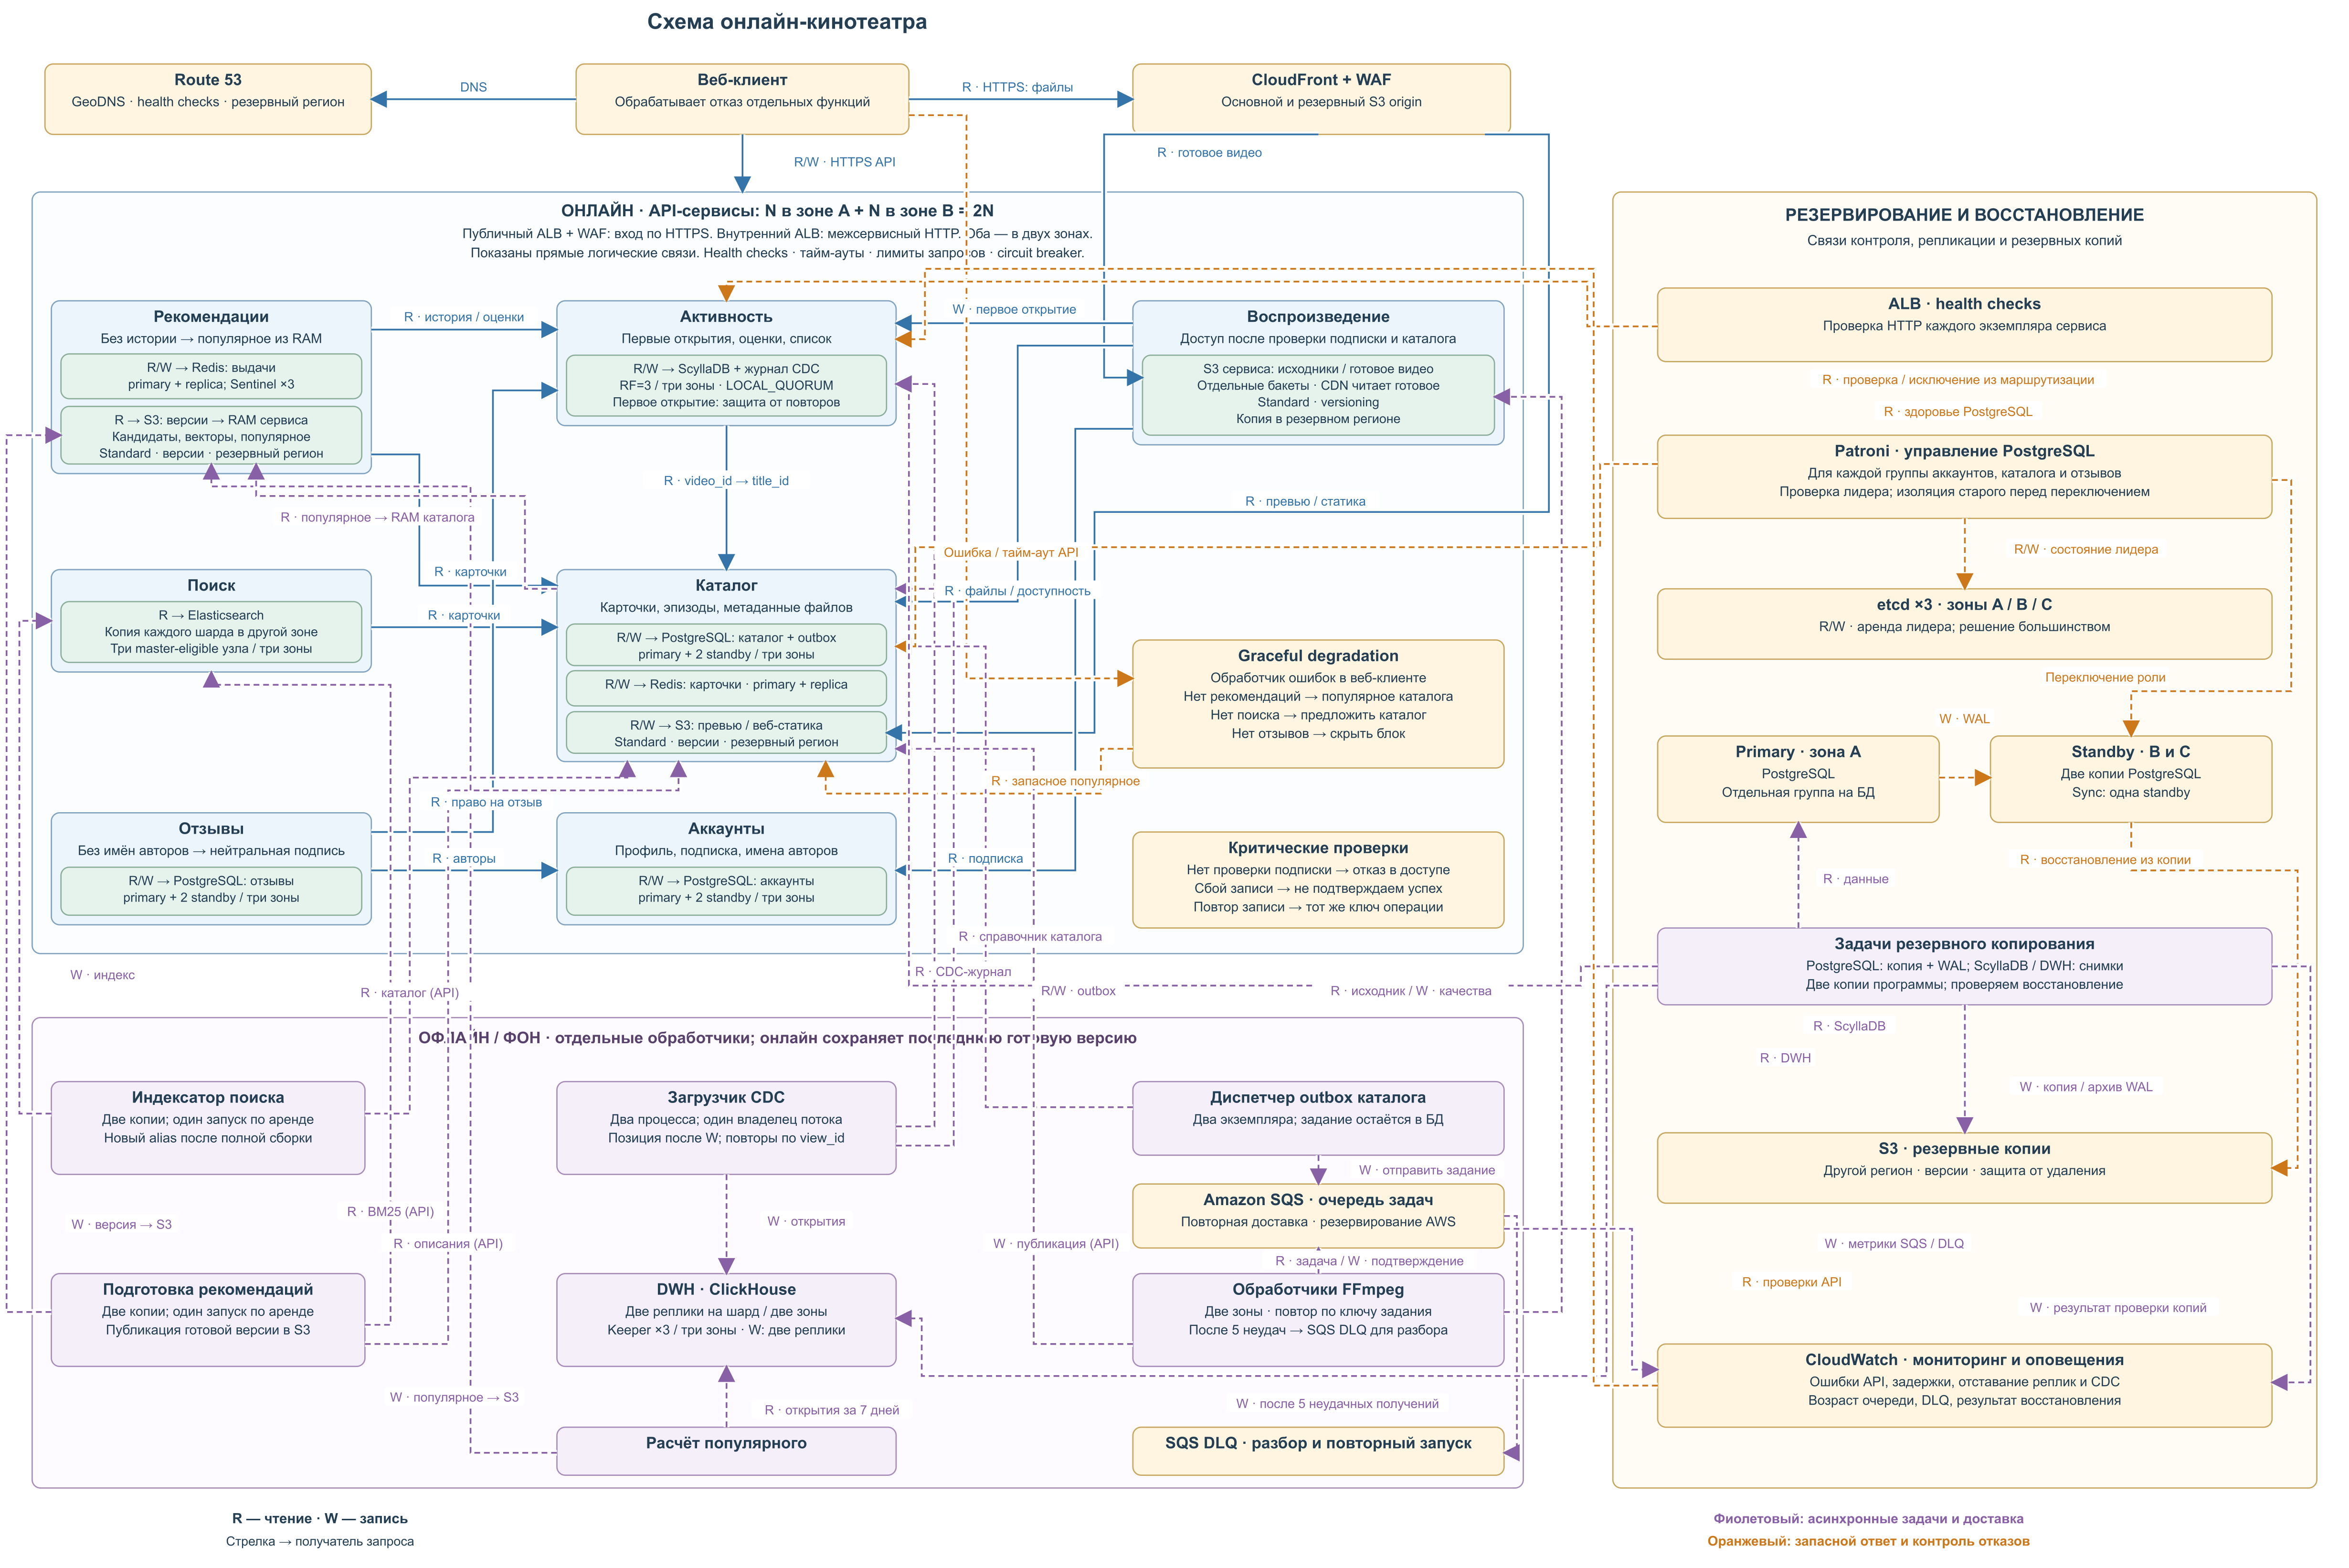 Схема онлайн-кинотеатра
Route 53
GeoDNS · health checks · резервный регион
DNS
Веб-клиент
Обрабатывает отказ отдельных функций
R · HTTPS: файлы
CloudFront + WAF
Основной и резервный S3 origin
R/W · HTTPS API
R · готовое видео
ОНЛАЙН · API-сервисы: N в зоне A + N в зоне B = 2N
Публичный ALB + WAF: вход по HTTPS. Внутренний ALB: межсервисный HTTP. Оба — в двух зонах.
Показаны прямые логические связи. Health checks · тайм-ауты · лимиты запросов · circuit breaker.
Рекомендации
Без истории → популярное из RAM
R/W → Redis: выдачи
primary + replica; Sentinel ×3
R → S3: версии → RAM сервиса
Кандидаты, векторы, популярное
Standard · версии · резервный регион
R · история / оценки
Активность
Первые открытия, оценки, список
R/W → ScyllaDB + журнал CDC
RF=3 / три зоны · LOCAL_QUORUM
Первое открытие: защита от повторов
W · первое открытие
Воспроизведение
Доступ после проверки подписки и каталога
S3 сервиса: исходники / готовое видео
Отдельные бакеты · CDN читает готовое
Standard · versioning
Копия в резервном регионе
R · video_id → title_id
R · превью / статика
R · популярное → RAM каталога
Ошибка / тайм-аут API
R · карточки
R · файлы / доступность
Поиск
R → Elasticsearch
Копия каждого шарда в другой зоне
Три master-eligible узла / три зоны
R · карточки
Каталог
Карточки, эпизоды, метаданные файлов
R/W → PostgreSQL: каталог + outbox
primary + 2 standby / три зоны
R/W → Redis: карточки · primary + replica
R/W → S3: превью / веб-статика
Standard · версии · резервный регион
Graceful degradation
Обработчик ошибок в веб-клиенте
Нет рекомендаций → популярное каталога
Нет поиска → предложить каталог
Нет отзывов → скрыть блок
R · запасное популярное
R · право на отзыв
Отзывы
Без имён авторов → нейтральная подпись
R/W → PostgreSQL: отзывы
primary + 2 standby / три зоны
R · авторы
Аккаунты
Профиль, подписка, имена авторов
R/W → PostgreSQL: аккаунты
primary + 2 standby / три зоны
R · подписка
Критические проверки
Нет проверки подписки → отказ в доступе
Сбой записи → не подтверждаем успех
Повтор записи → тот же ключ операции
R · справочник каталога
W · индекс
R · CDC-журнал
R · каталог (API)
R/W · outbox
R · исходник / W · качества
ОФЛАЙН / ФОН · отдельные обработчики; онлайн сохраняет последнюю готовую версию
Индексатор поиска
Две копии; один запуск по аренде
Новый alias после полной сборки
Загрузчик CDC
Два процесса; один владелец потока
Позиция после W; повторы по view_id
Диспетчер outbox каталога
Два экземпляра; задание остаётся в БД
W · отправить задание
Amazon SQS · очередь задач
Повторная доставка · резервирование AWS
R · BM25 (API)
W · версия → S3
W · открытия
R · описания (API)
W · публикация (API)
R · задача / W · подтверждение
Подготовка рекомендаций
Две копии; один запуск по аренде
Публикация готовой версии в S3
DWH · ClickHouse
Две реплики на шард / две зоны
Keeper ×3 / три зоны · W: две реплики
Обработчики FFmpeg
Две зоны · повтор по ключу задания
После 5 неудач → SQS DLQ для разбора
W · популярное → S3
R · открытия за 7 дней
W · после 5 неудачных получений
Расчёт популярного
SQS DLQ · разбор и повторный запуск
РЕЗЕРВИРОВАНИЕ И ВОССТАНОВЛЕНИЕ
Связи контроля, репликации и резервных копий
ALB · health checks
Проверка HTTP каждого экземпляра сервиса
R · проверка / исключение из маршрутизации
R · здоровье PostgreSQL
Patroni · управление PostgreSQL
Для каждой группы аккаунтов, каталога и отзывов
Проверка лидера; изоляция старого перед переключением
R/W · состояние лидера
etcd ×3 · зоны A / B / C
R/W · аренда лидера; решение большинством
Переключение роли
W · WAL
Primary · зона A
PostgreSQL
Отдельная группа на БД
Standby · B и C
Две копии PostgreSQL
Sync: одна standby
R · восстановление из копии
R · данные
Задачи резервного копирования
PostgreSQL: копия + WAL; ScyllaDB / DWH: снимки
Две копии программы; проверяем восстановление
R · ScyllaDB
R · DWH
W · копия / архив WAL
S3 · резервные копии
Другой регион · версии · защита от удаления
W · метрики SQS / DLQ
R · проверки API
W · результат проверки копий
CloudWatch · мониторинг и оповещения
Ошибки API, задержки, отставание реплик и CDC
Возраст очереди, DLQ, результат восстановления
R — чтение · W — запись
Стрелка → получатель запроса
Фиолетовый: асинхронные задачи и доставка
Оранжевый: запасной ответ и контроль отказов